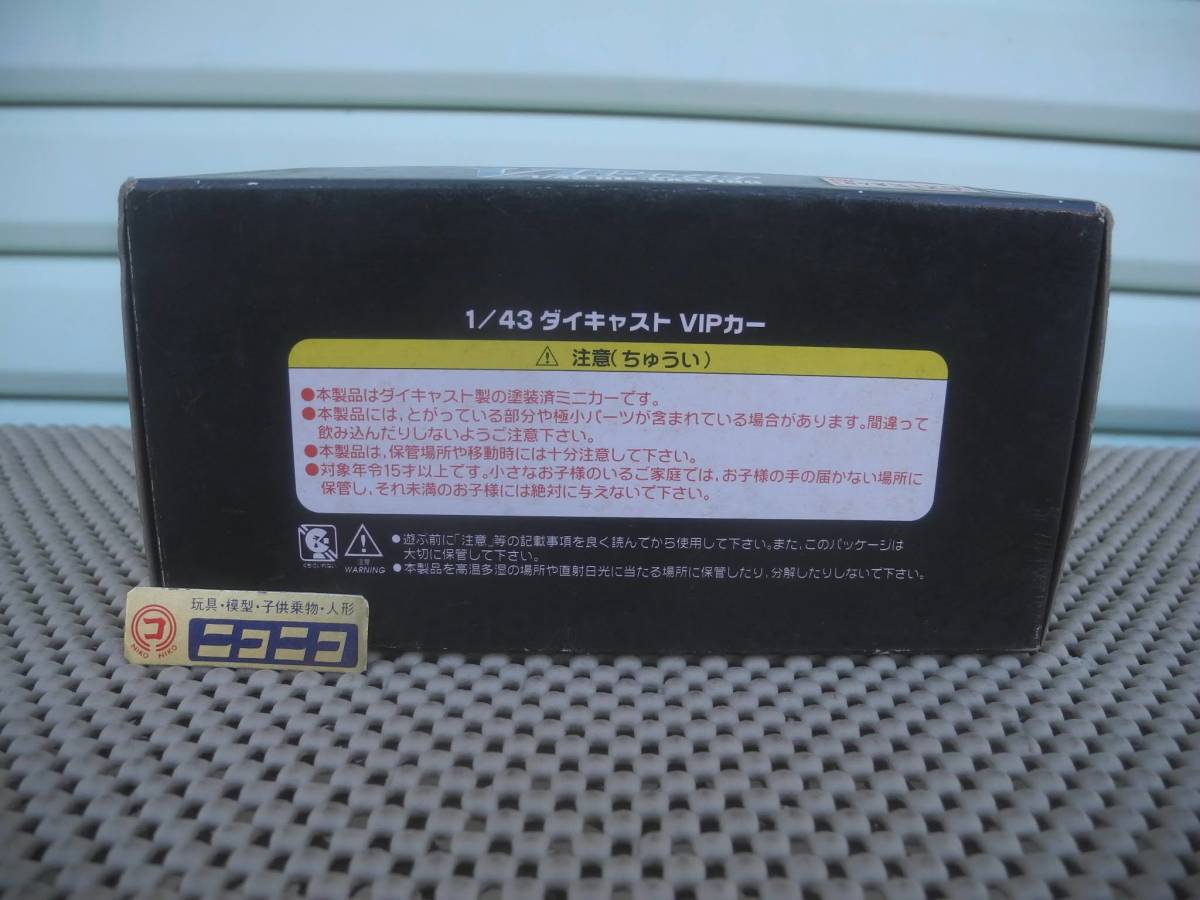 1/43 ダイキャスト VIPカー
注意(ちゅうい)
●本製品はダイキャスト製の塗装済ミニカーです。
●本製品には,とがっている部分や極小パーツが含まれている場合があります。間違って
飲み込んだりしないようご注意下さい。
●本製品は,保管場所や移動時には十分注意して下さい。
●対象年令15才以上です。小さなお子様のいるご家庭では,お子様の手の届かない場所に
保管し,それ未満のお子様には絶対に与えないで下さい。
●遊ぶ前に「注意」等の記載事項を良く読んでから使用して下さい。また,このパッケージは
大切に保管して下さい。
注意
WARNING
●本製品を高温多湿の場所や直射日光に当たる場所に保管したり,分解したりしないで下さい。
玩具・模型・子供乗物・人形
コ
NIKO NIKO
ニコニコ